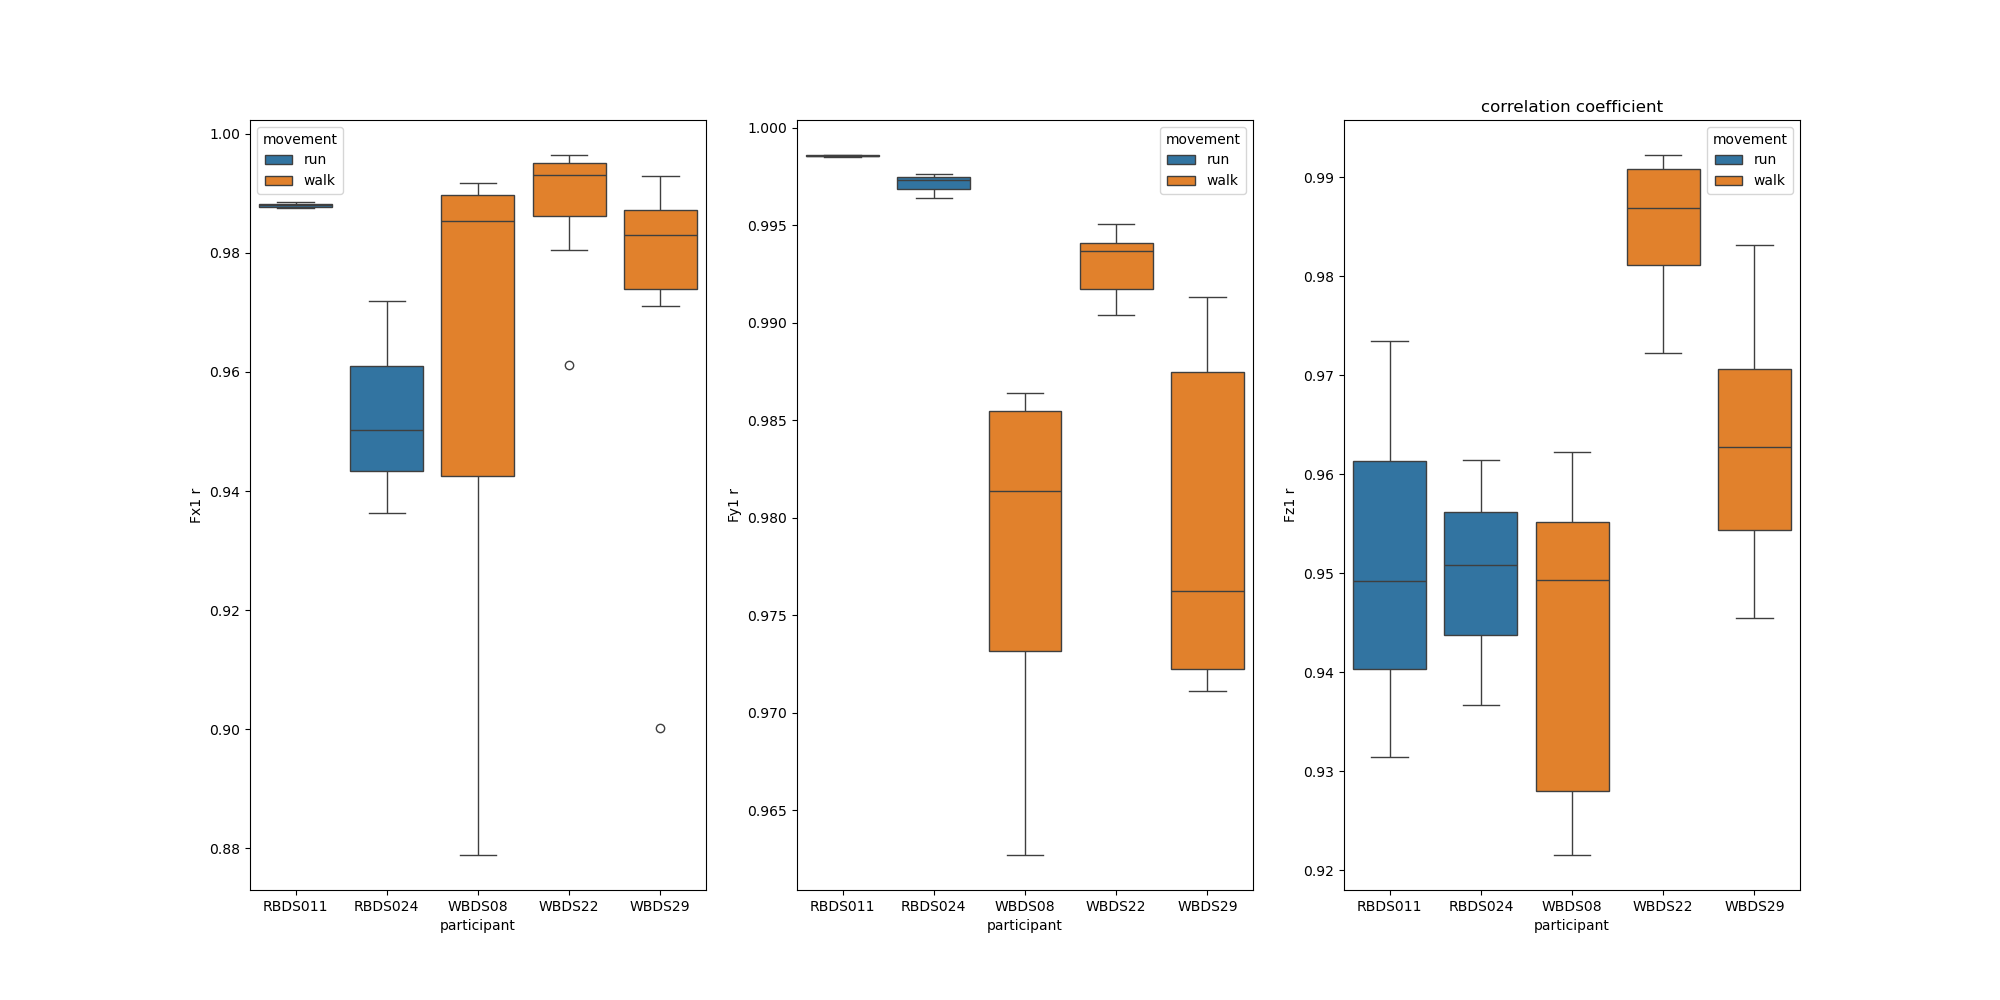 correlation coefficient
movement
run
walk
1.00
0.98
0.96
0.94
0.92
0.90
0.88
Fx1 r
RBDS011 RBDS024 WBDS08 WBDS22 WBDS29
participant
movement
run
walk
1.000
0.995
0.990
0.985
0.980
0.975
0.970
0.965
Fy1 r
RBDS011 RBDS024 WBDS08 WBDS22 WBDS29
participant
movement
run
walk
0.99
0.98
0.97
0.96
0.95
0.94
0.93
0.92
Fz1 r
RBDS011 RBDS024 WBDS08 WBDS22 WBDS29
participant